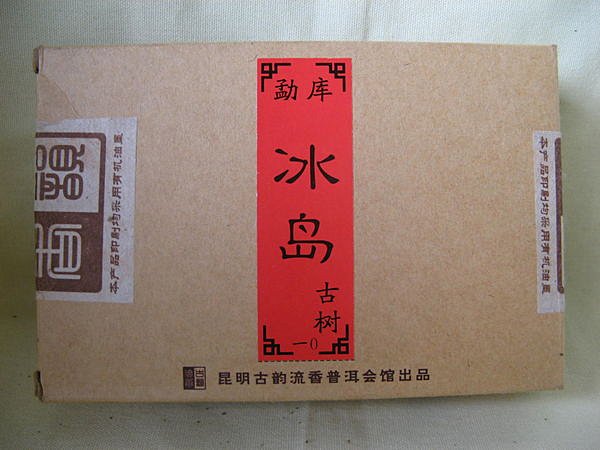 勐库
冰岛
古树
一0
昆明古韵流香普洱会馆出品
本产品印刷均采用有机油墨
本产品印刷均采用有机油墨